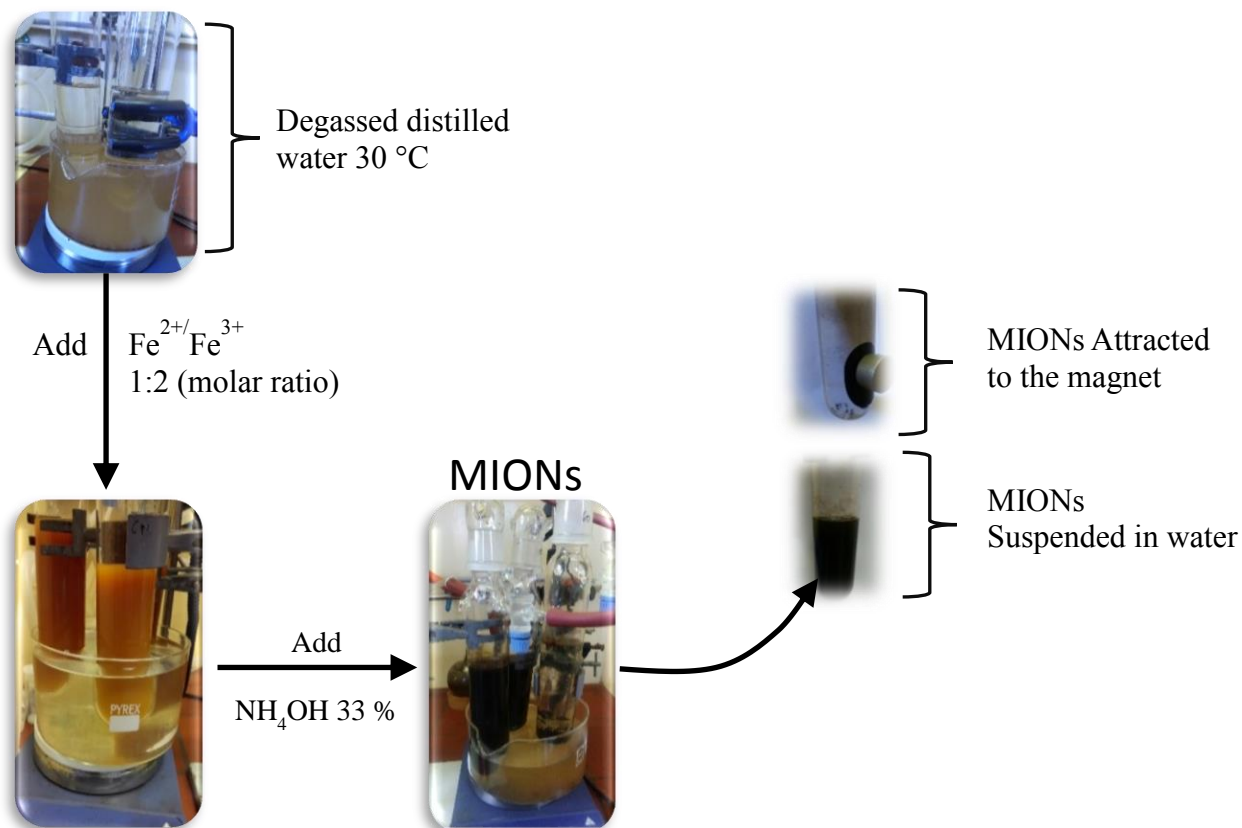 Degassed distilled
water 30 °C
Add
Fe2+/Fe3+
1:2 (molar ratio)
MIONs
Add
NH4OH 33 %
PYREX
MIONs Attracted
to the magnet
MIONs
Suspended in water